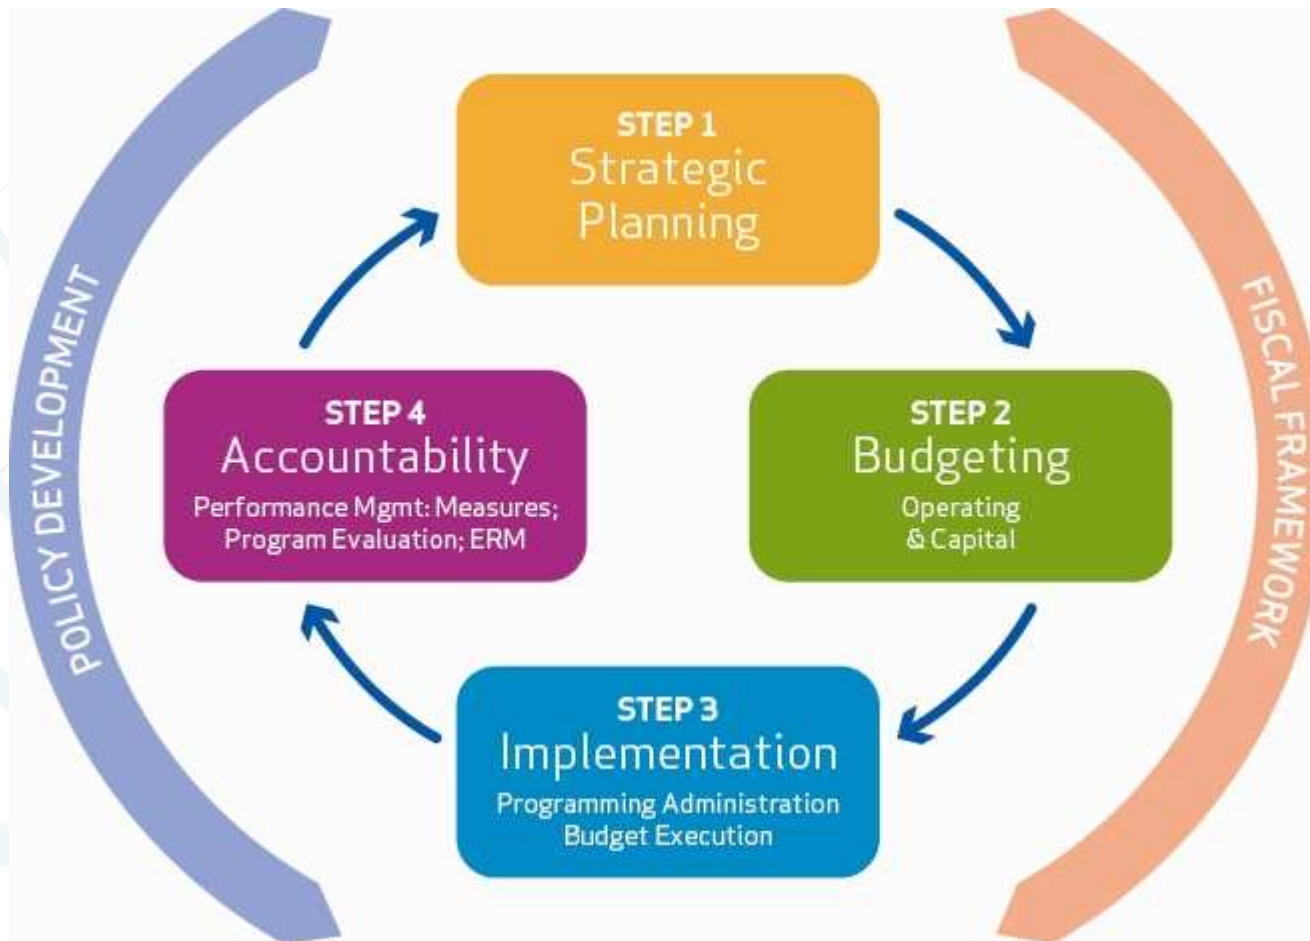 STEP 1
Strategic
Planning
STEP 2
Budgeting
Operating
& Capital
STEP 3
Implementation
Programming Administration
Budget Execution
STEP 4
Accountability
Performance Mgmt: Measures;
Program Evaluation; ERM
POLICY DEVELOPMENT
FISCAL FRAMEWORK